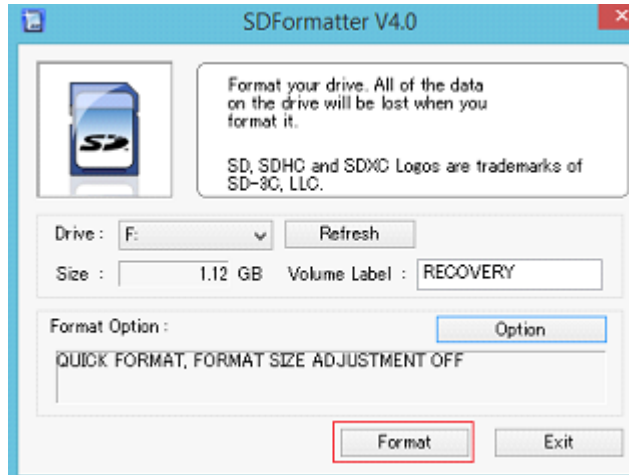 SDFormatter V4.0
Format your drive. All of the data
on the drive will be lost when you
format it.
SD, SDHC and SDXC Logos are trademarks of
SD-3C, LLC.
SD
Drive : F: Refresh
Size : 1.12 GB Volume Label : RECOVERY
Format Option :
Option
QUICK FORMAT, FORMAT SIZE ADJUSTMENT OFF
Format Exit